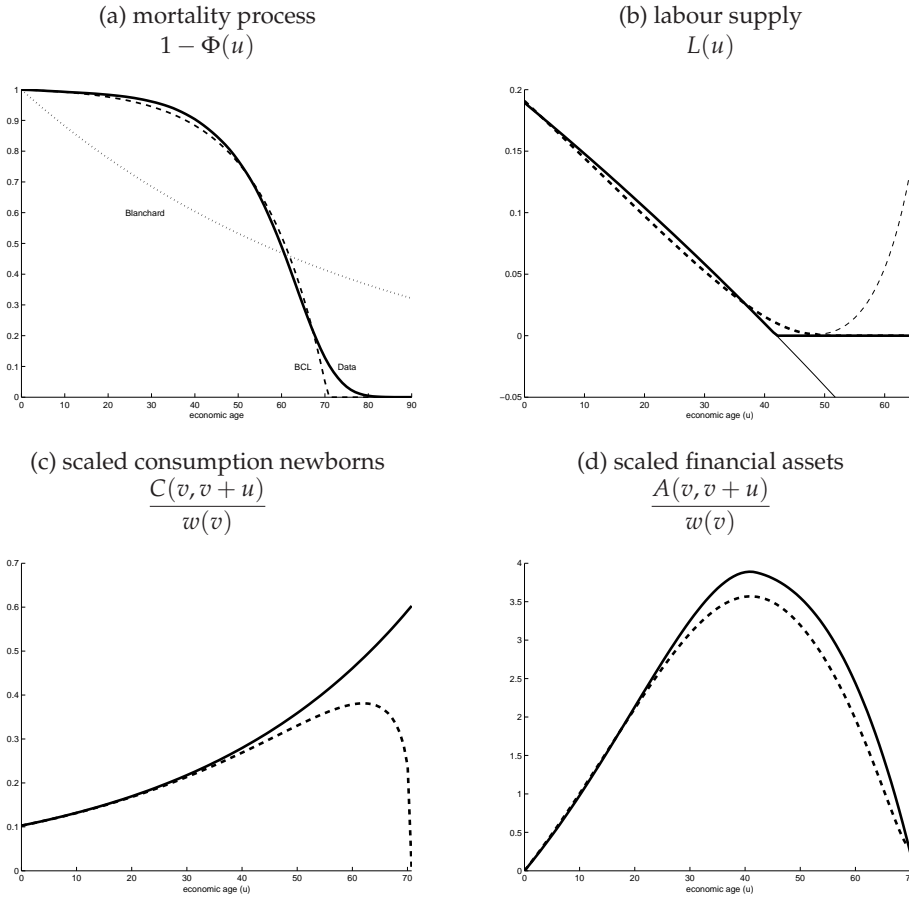 (a) mortality process
1 − Φ(u)
1
0.9
0.8
0.7
0.6
0.5
0.4
0.3
0.2
0.1
0
Blanchard
BCL
Data
0 10 20 30 40 50 60 70 80 90
economic age
(b) labour supply
L(u)
0.2
0.15
0.1
0.05
0
−0.05
0 10 20 30 40 50 60
economic age (u)
(c) scaled consumption newborns
C(v, v + u)
w(v)
0.7
0.6
0.5
0.4
0.3
0.2
0.1
0
0 10 20 30 40 50 60 70
economic age (u)
(d) scaled financial assets
A(v, v + u)
w(v)
4
3.5
3
2.5
2
1.5
1
0.5
0
0 10 20 30 40 50 60 70
economic age (u)